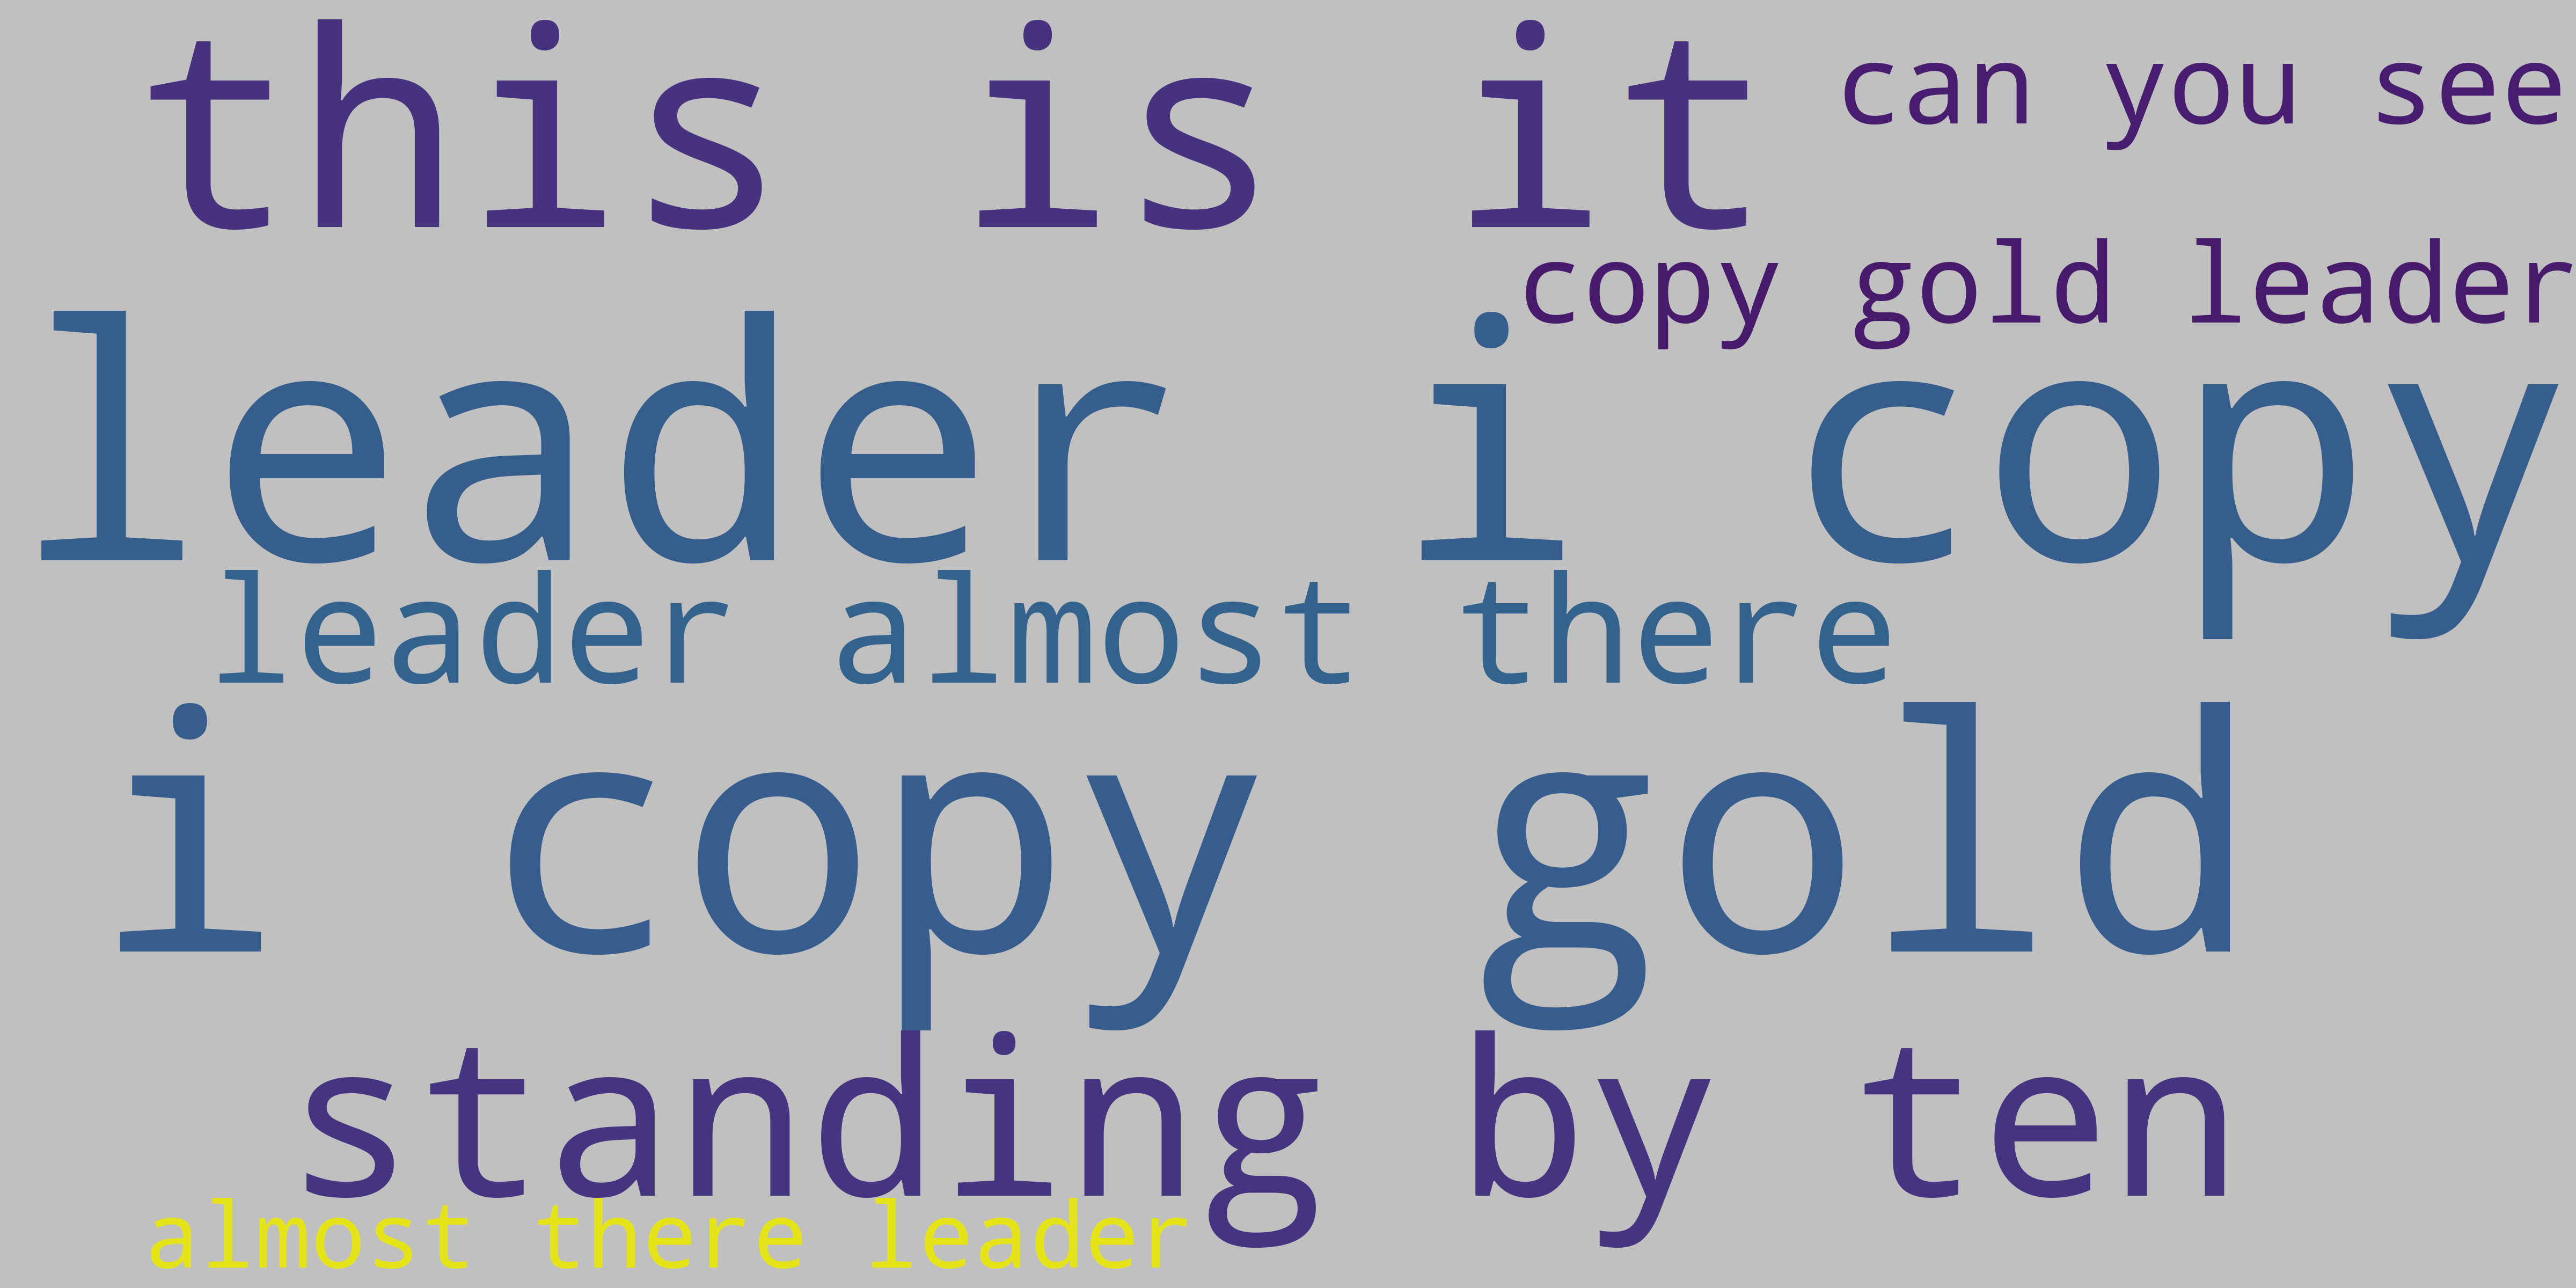 this is it
can you see
copy gold leader
leader i copy
leader almost there
i copy gold
standing by ten
almost there leader